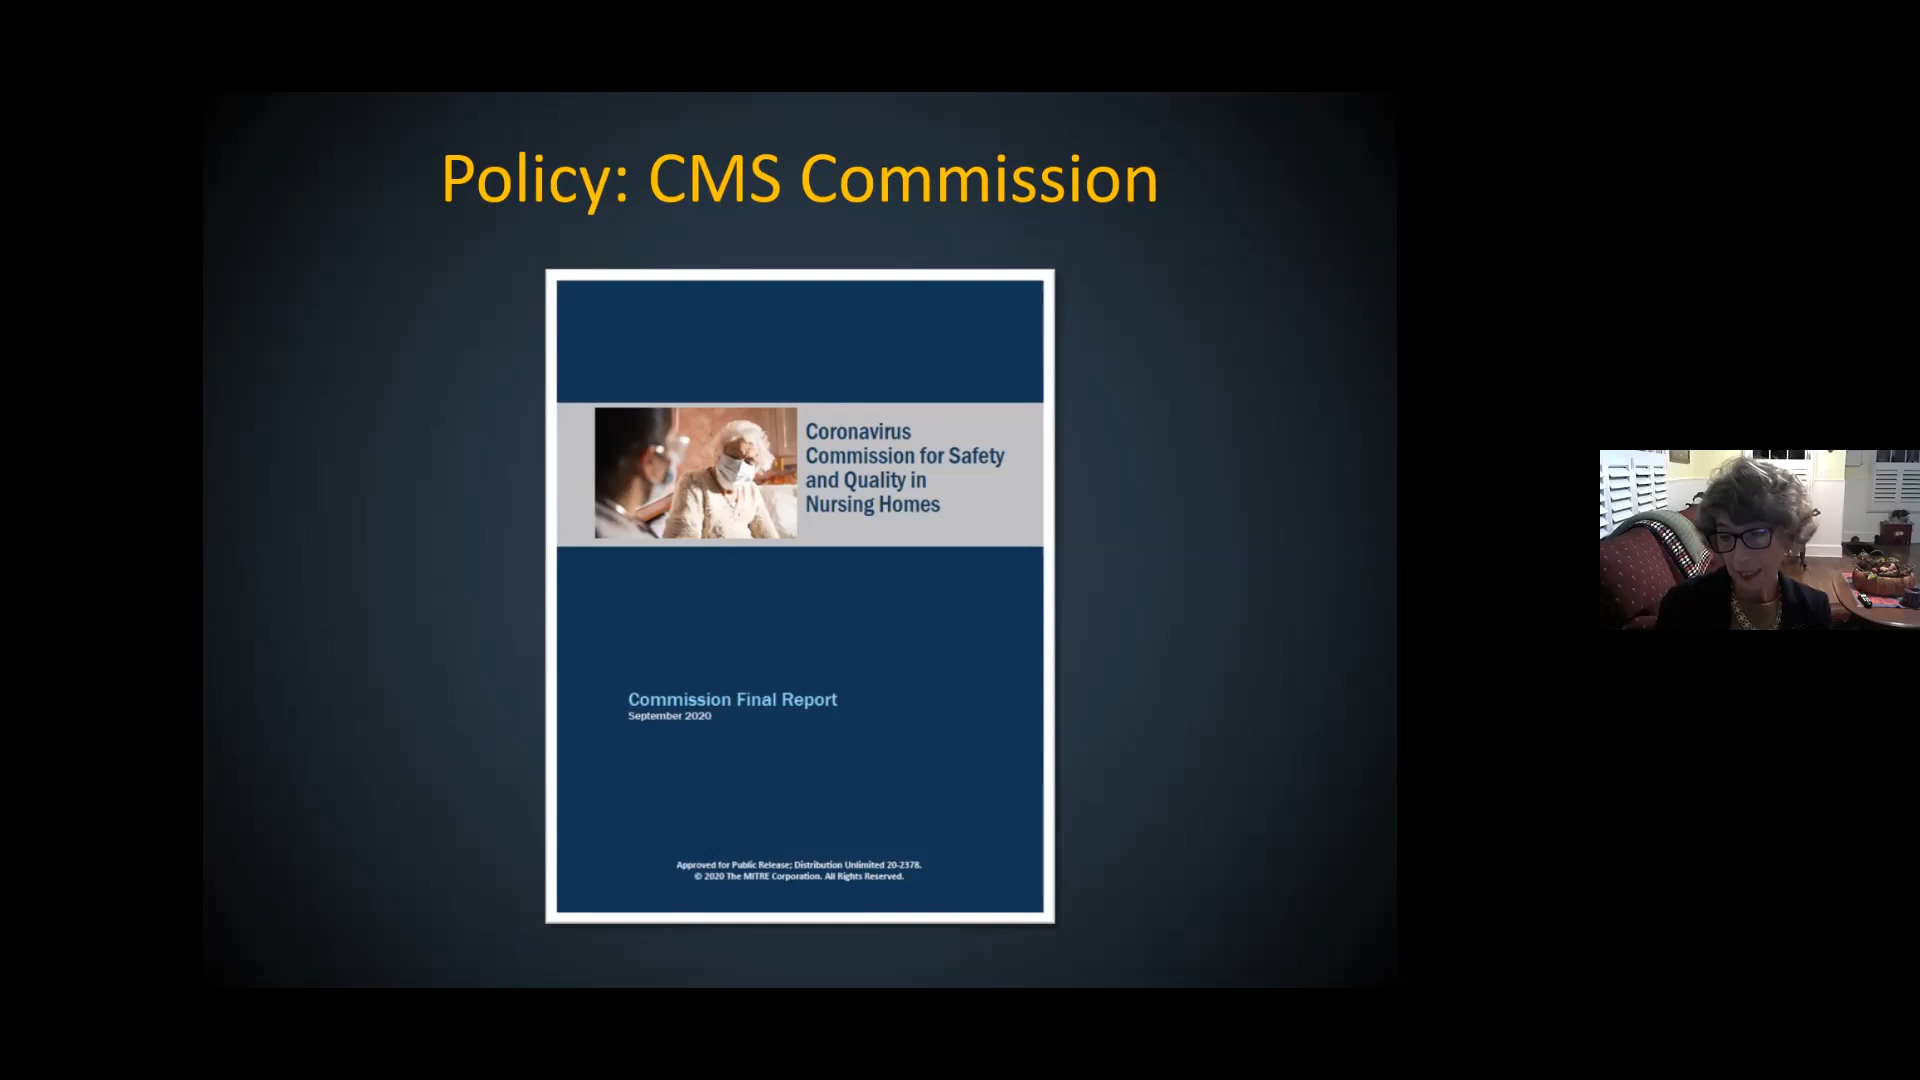 Policy: CMS Commission
Coronavirus
Commission for Safety
and Quality in
Nursing Homes
Commission Final Report
September 2020
Approved for Public Release; Distribution Unlimited 20-2378.
© 2020 The MITRE Corporation. All Rights Reserved.